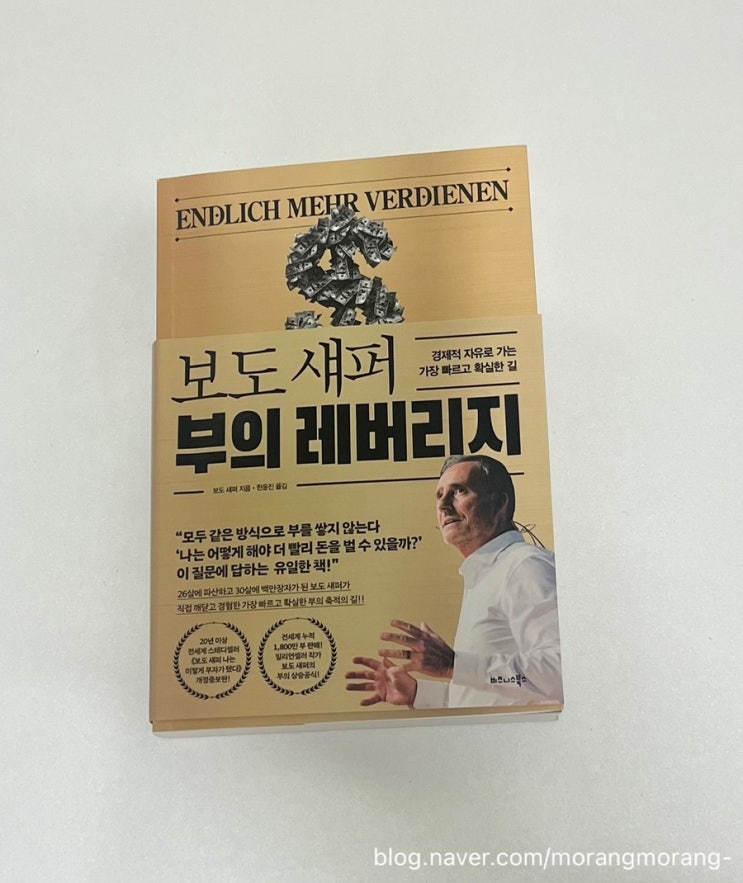 ENDLICH MEHR VERDIENEN
보도 섀퍼
경제적 자유로 가는
가장 빠르고 확실한 길
부의 레버리지
보도 섀퍼 지음 · 한윤진 옮김
“모두 같은 방식으로 부를 쌓지 않는다
‘나는 어떻게 해야 더 빨리 돈을 벌 수 있을까?’
이 질문에 답하는 유일한 책!”
26살에 파산하고 30살에 백만장자가 된 보도 섀퍼가
직접 깨닫고 경험한 가장 빠르고 확실한 부의 축적의 길!!
20년 이상
전세계 스테디셀러
《보도 섀퍼 나는
이렇게 부자가 됐다》
개정증보판!
전세계 누적
1,800만 부 판매!
밀리언셀러 작가
보도 섀퍼의
부의 상승공식!
비즈니스북스
blog.naver.com/morangmorang-